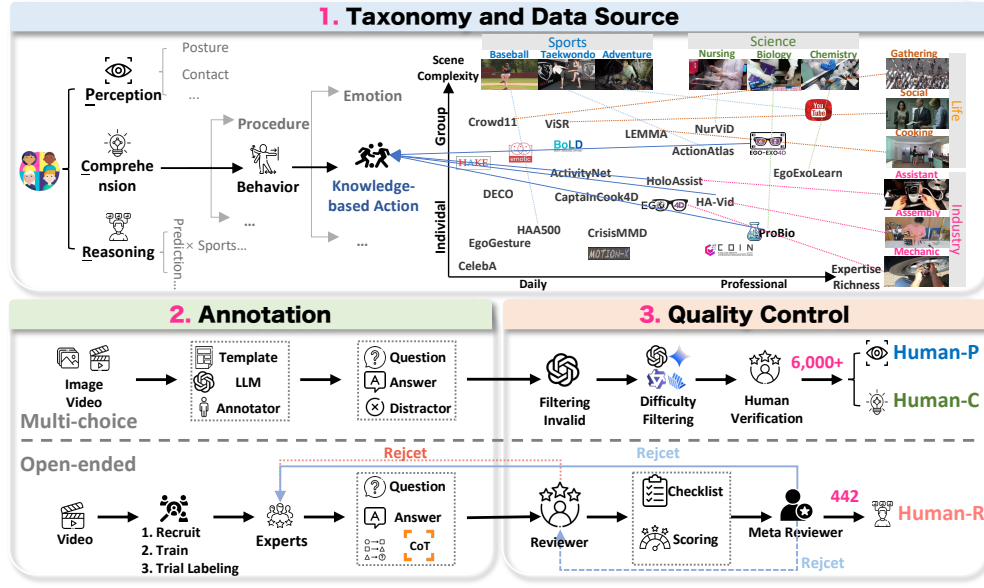 1. Taxonomy and Data Source
Posture
Contact
...
Perception
Comprehe
nsion
Reasoning
Prediction...
... × Sports...
Procedure
Behavior
...
Emotion
Knowledge-
based Action
...
Scene
Complexity
Group
Individual
Daily
Professional
Expertise
Richness
Sports
Baseball
Taekwondo
Adventure
Science
Nursing
Biology
Chemistry
Gathering
Social
Cooking
Life
Assistant
Assembly
Mechanic
Industry
You
Tube
Crowd11
ViSR
LEMMA
NurViD
HAKE
emotic
BoLD
ActionAtlas
EGO-EXO4D
ActivityNet
HoloAssist
EgoExoLearn
DECO
CaptainCook4D
EGO4D
HA-Vid
HAA500
CrisisMMD
ProBio
EgoGesture
MOTION-X
COIN
CelebA
2. Annotation
Image
Video
Multi-choice
Template
LLM
Annotator
Question
Answer
Distractor
Open-ended
Video
1. Recruit
2. Train
3. Trial Labeling
Experts
Question
Answer
CoT
3. Quality Control
Filtering
Invalid
Difficulty
Filtering
Human
Verification
6,000+
Human-P
Human-C
Rejcet
Rejcet
Reviewer
Checklist
Scoring
Meta Reviewer
442
Human-R
Rejcet